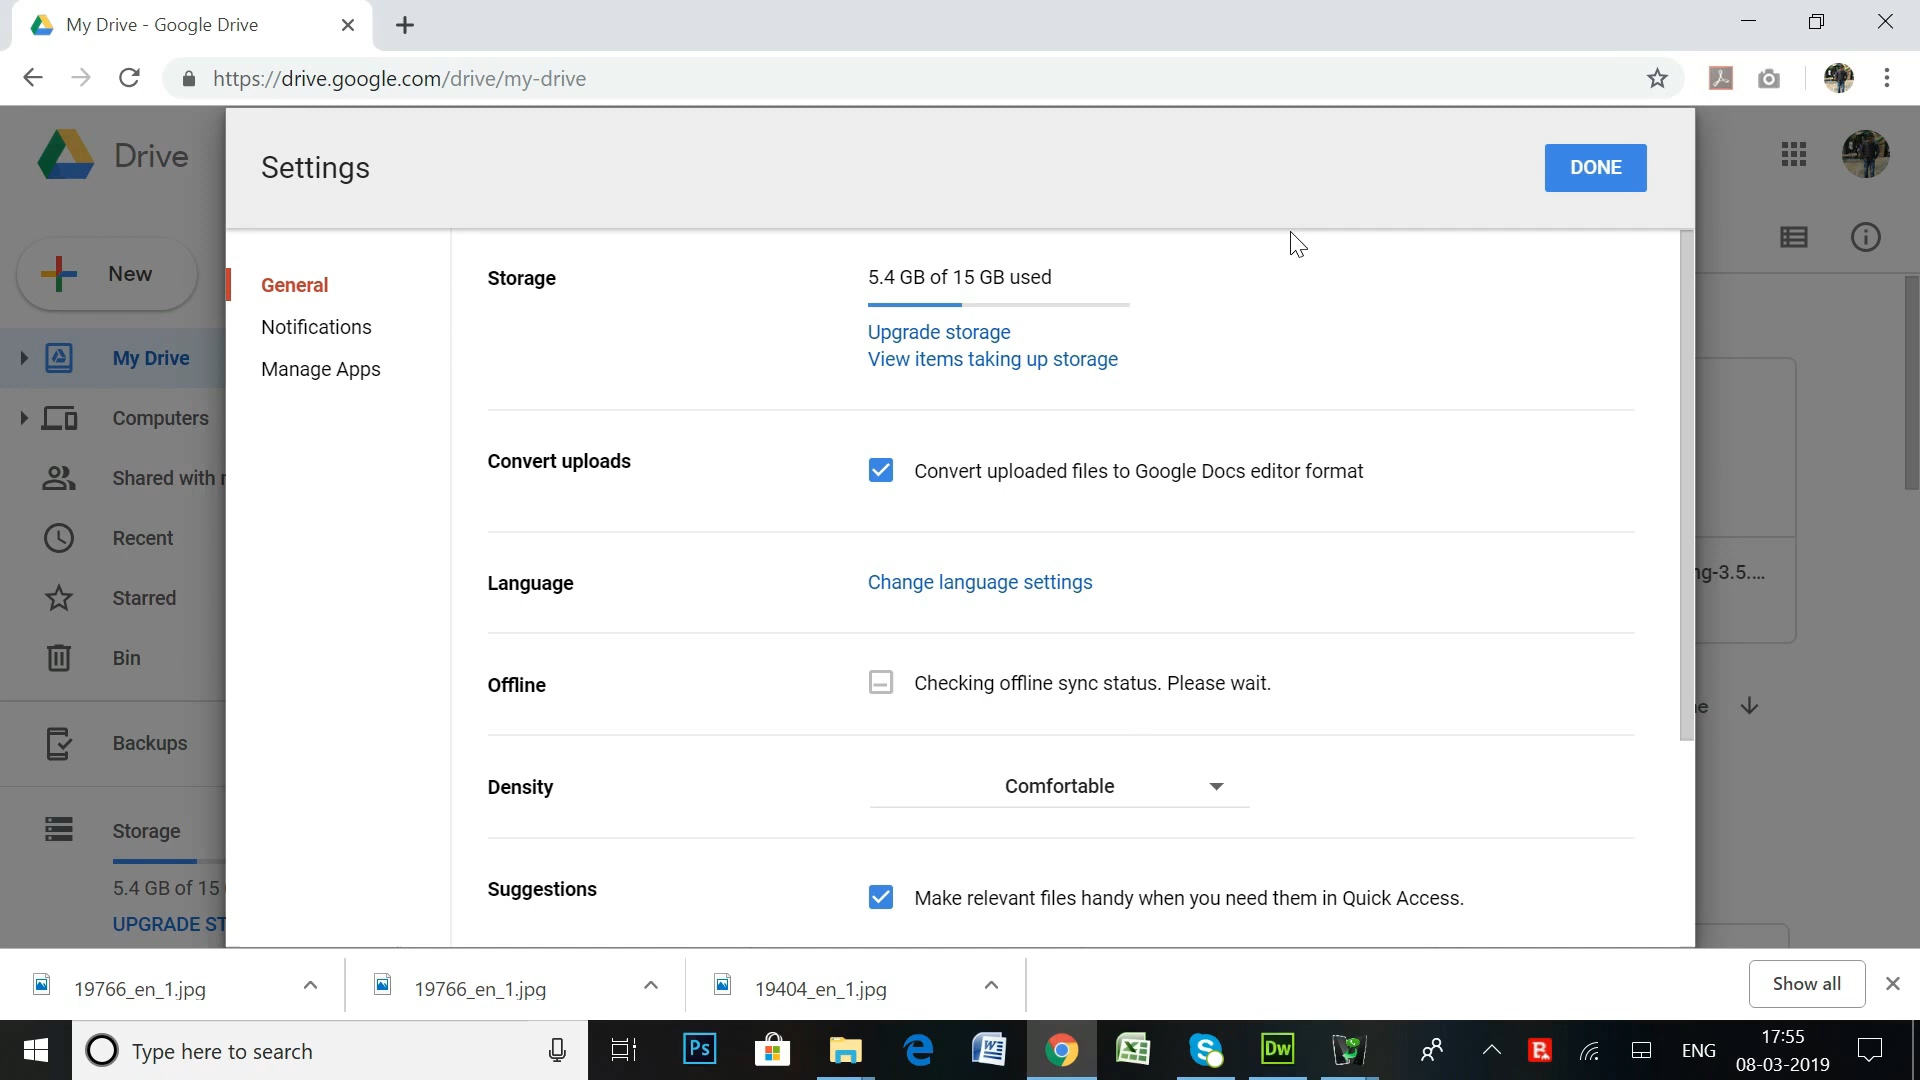 My Drive - Google Drive
https://drive.google.com/drive/my-drive
Drive
Settings
DONE
New
My Drive
Computers
Shared with
Recent
Starred
Bin
Backups
Storage
5.4 GB of 15
UPGRADE ST
General
Notifications
Manage Apps
Storage
5.4 GB of 15 GB used
Upgrade storage
View items taking up storage
Convert uploads
Convert uploaded files to Google Docs editor format
Language
Change language settings
Offline
Checking offline sync status. Please wait.
Density
Comfortable
Suggestions
Make relevant files handy when you need them in Quick Access.
ng-3.5....
19766_en_1.jpg
19766_en_1.jpg
19404_en_1.jpg
Show all
Type here to search
Ps
Dw
ENG
17:55
08-03-2019